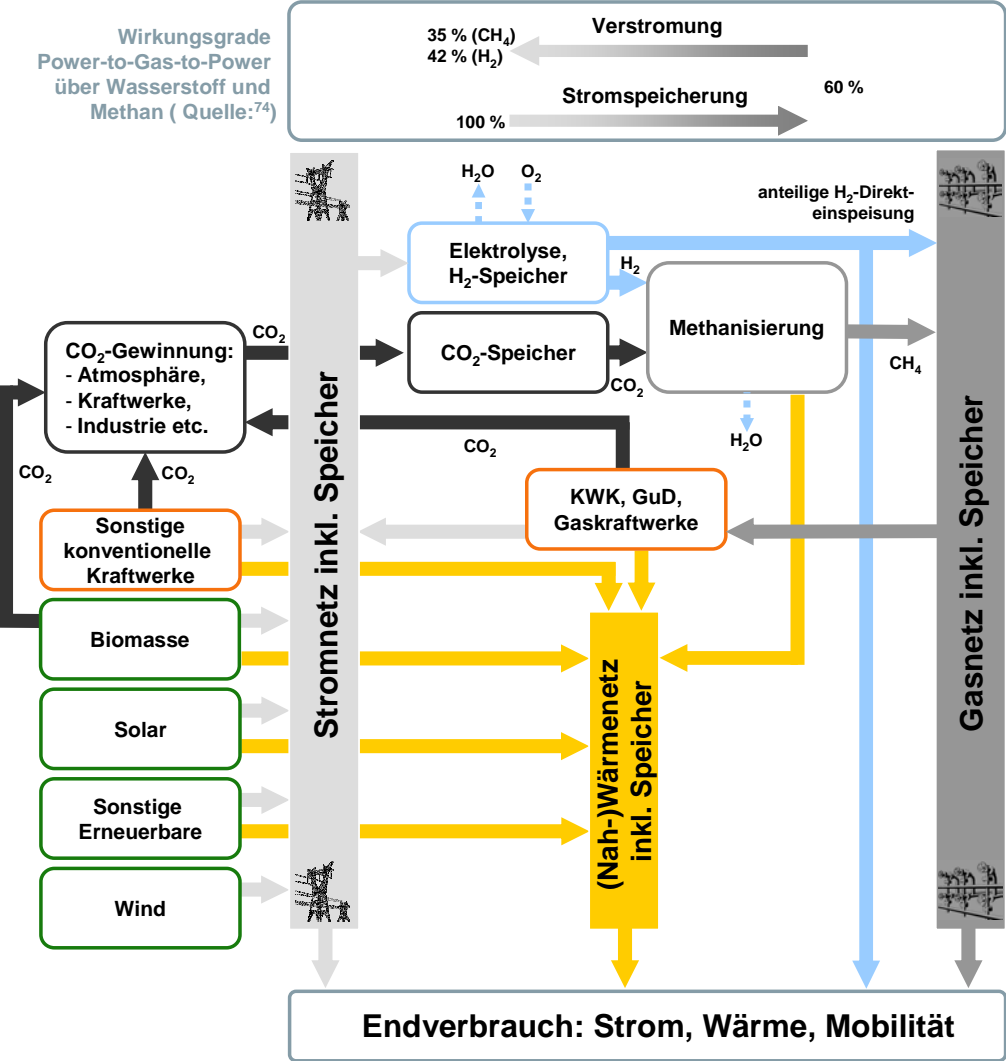 Wirkungsgrade
Power-to-Gas-to-Power
über Wasserstoff und
Methan ( Quelle:⁷⁴)
Verstromung
35 % (CH₄)
42 % (H₂)
60 %
Stromspeicherung
100 %
H₂O
O₂
anteilige H₂-Direkt-
einspeisung
Elektrolyse,
H₂-Speicher
H₂
Methanisierung
CO₂
CO₂-Gewinnung:
- Atmosphäre,
- Kraftwerke,
- Industrie etc.
CO₂-Speicher
CO₂
CH₄
H₂O
CO₂
CO₂
CO₂
KWK, GuD,
Gaskraftwerke
Sonstige
konventionelle
Kraftwerke
Biomasse
Solar
Sonstige
Erneuerbare
Wind
Stromnetz inkl. Speicher
(Nah-)Wärmenetz
inkl. Speicher
Gasnetz inkl. Speicher
Endverbrauch: Strom, Wärme, Mobilität